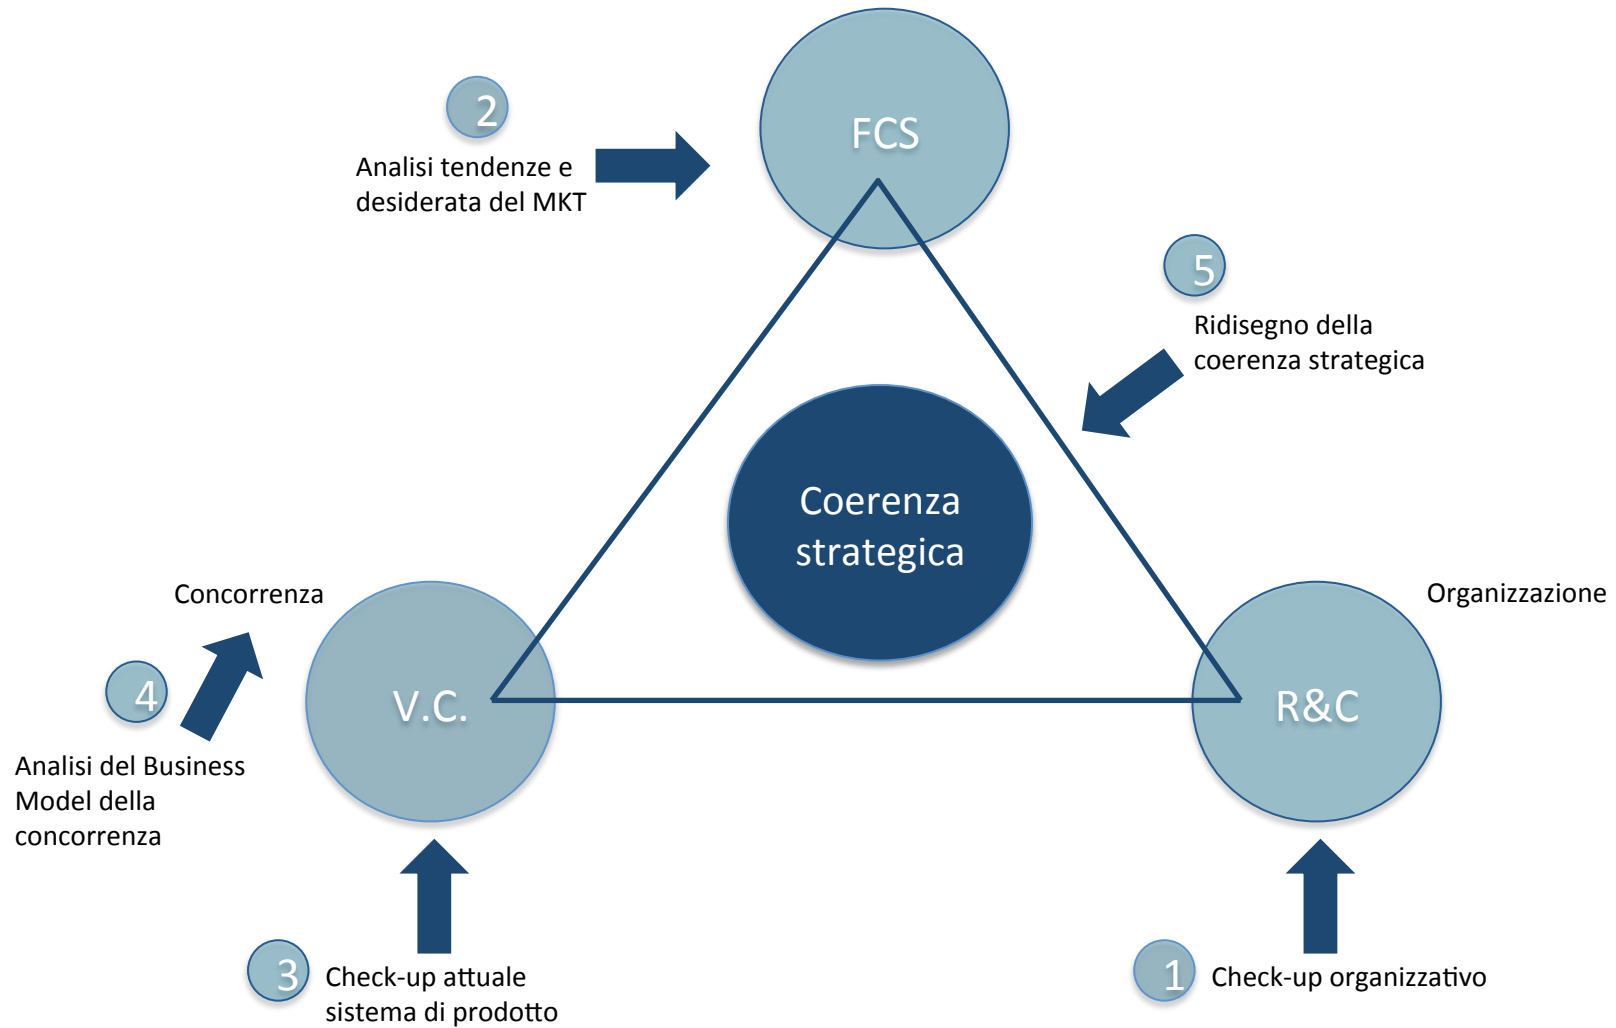 FCS
2
Analisi tendenze e
desiderata del MKT
5
Ridisegno della
coerenza strategica
Coerenza
strategica
Concorrenza
Organizzazione
4
V.C.
R&C
Analisi del Business
Model della
concorrenza
3
Check-up attuale
sistema di prodotto
1
Check-up organizzativo